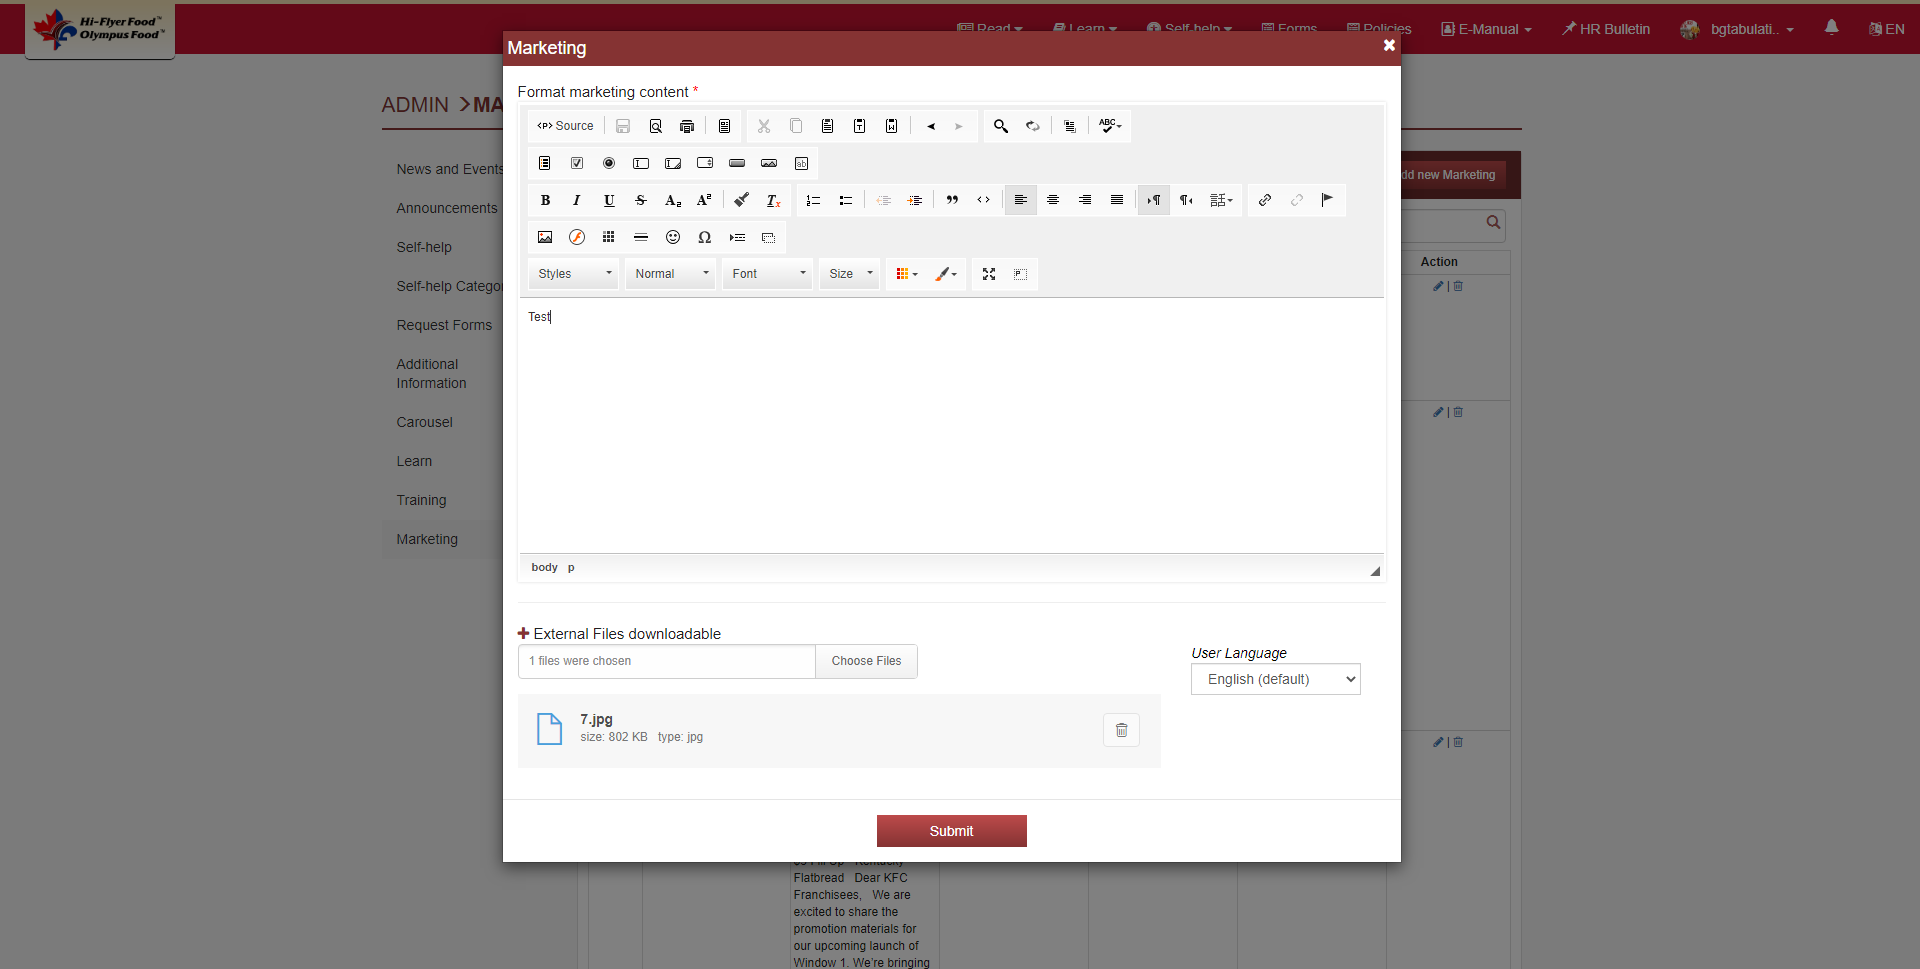 Hi-Flyer Food™
Olympus Food™
Read
Learn
Self-help
Forms
Policies
E-Manual
HR Bulletin
bgtabulati..
EN
Marketing
ADMIN >MA
Format marketing content *
Source
ABC
B I U S
Styles
Normal
Font
Size
Test
body p
News and Events
Announcements
Self-help
Self-help Catego
Request Forms
Additional
Information
Carousel
Learn
Training
Marketing
dd new Marketing
Action
|
|
|
External Files downloadable
1 files were chosen
Choose Files
User Language
English (default)
7.jpg
size: 802 KB type: jpg
Submit
Flatbread Dear KFC
Franchisees, We are
excited to share the
promotion materials for
our upcoming launch of
Window 1. We're bringing